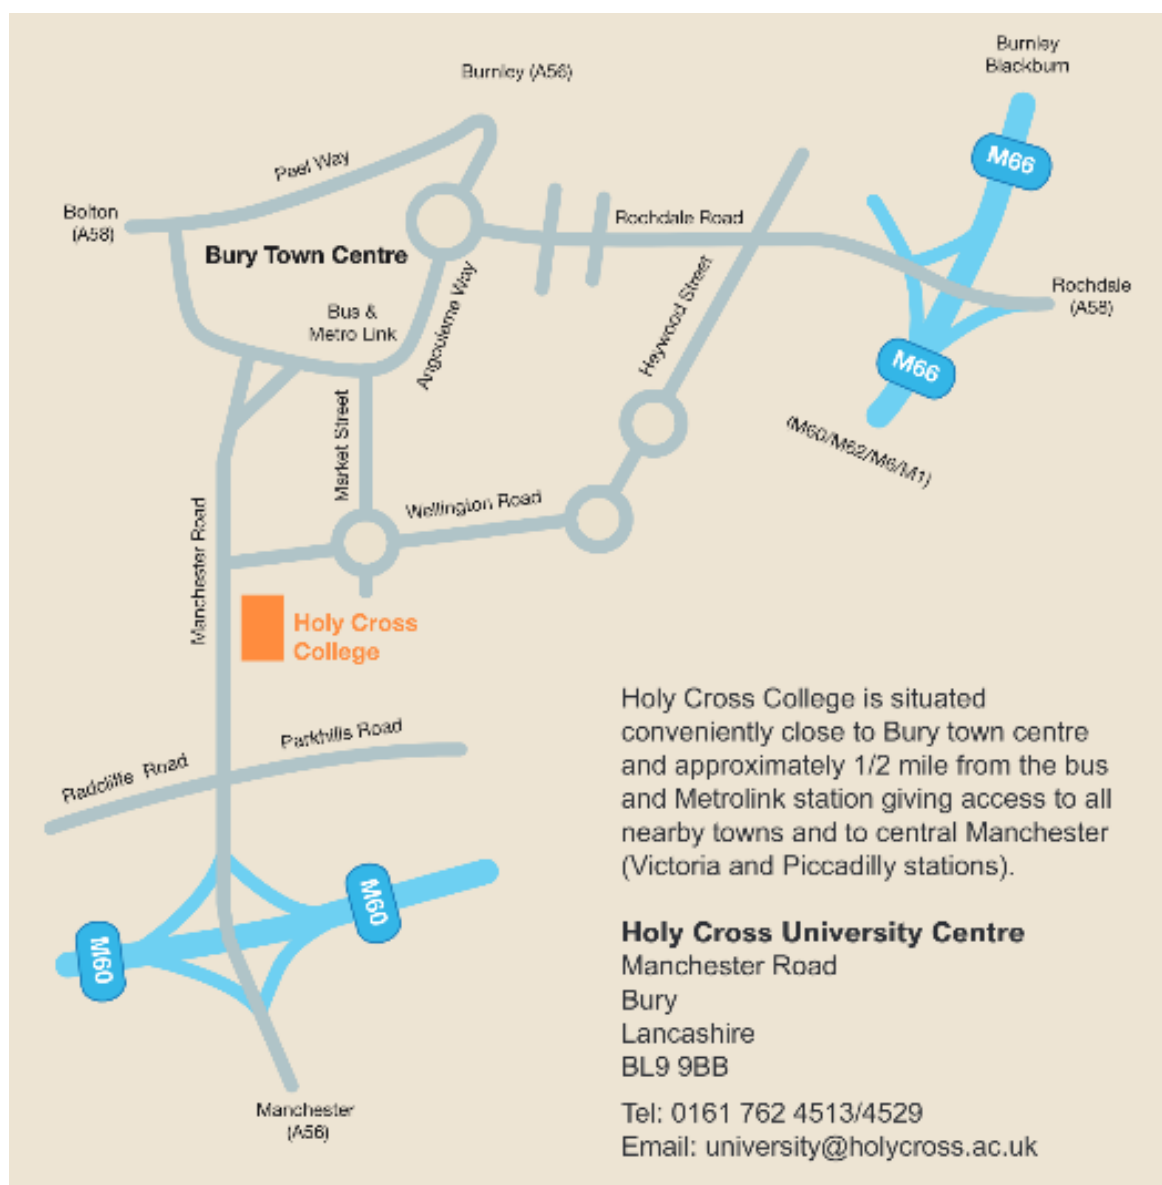 Burnley
Blackburn
Burnley (A56)
M66
Peel Way
Bolton
(A58)
Rochdale Road
Bury Town Centre
Rochdale
(A58)
Bus &
Metro Link
Angouleme Way
Heywood Street
M66
(M60/M62/M6/M1)
Market Street
Wellington Road
Manchester Road
Holy Cross
College
Parkhills Road
Radcliffe Road
M60
M60
Manchester
(A56)
Holy Cross College is situated
conveniently close to Bury town centre
and approximately 1/2 mile from the bus
and Metrolink station giving access to all
nearby towns and to central Manchester
(Victoria and Piccadilly stations).
Holy Cross University Centre
Manchester Road
Bury
Lancashire
BL9 9BB
Tel: 0161 762 4513/4529
Email: university@holycross.ac.uk